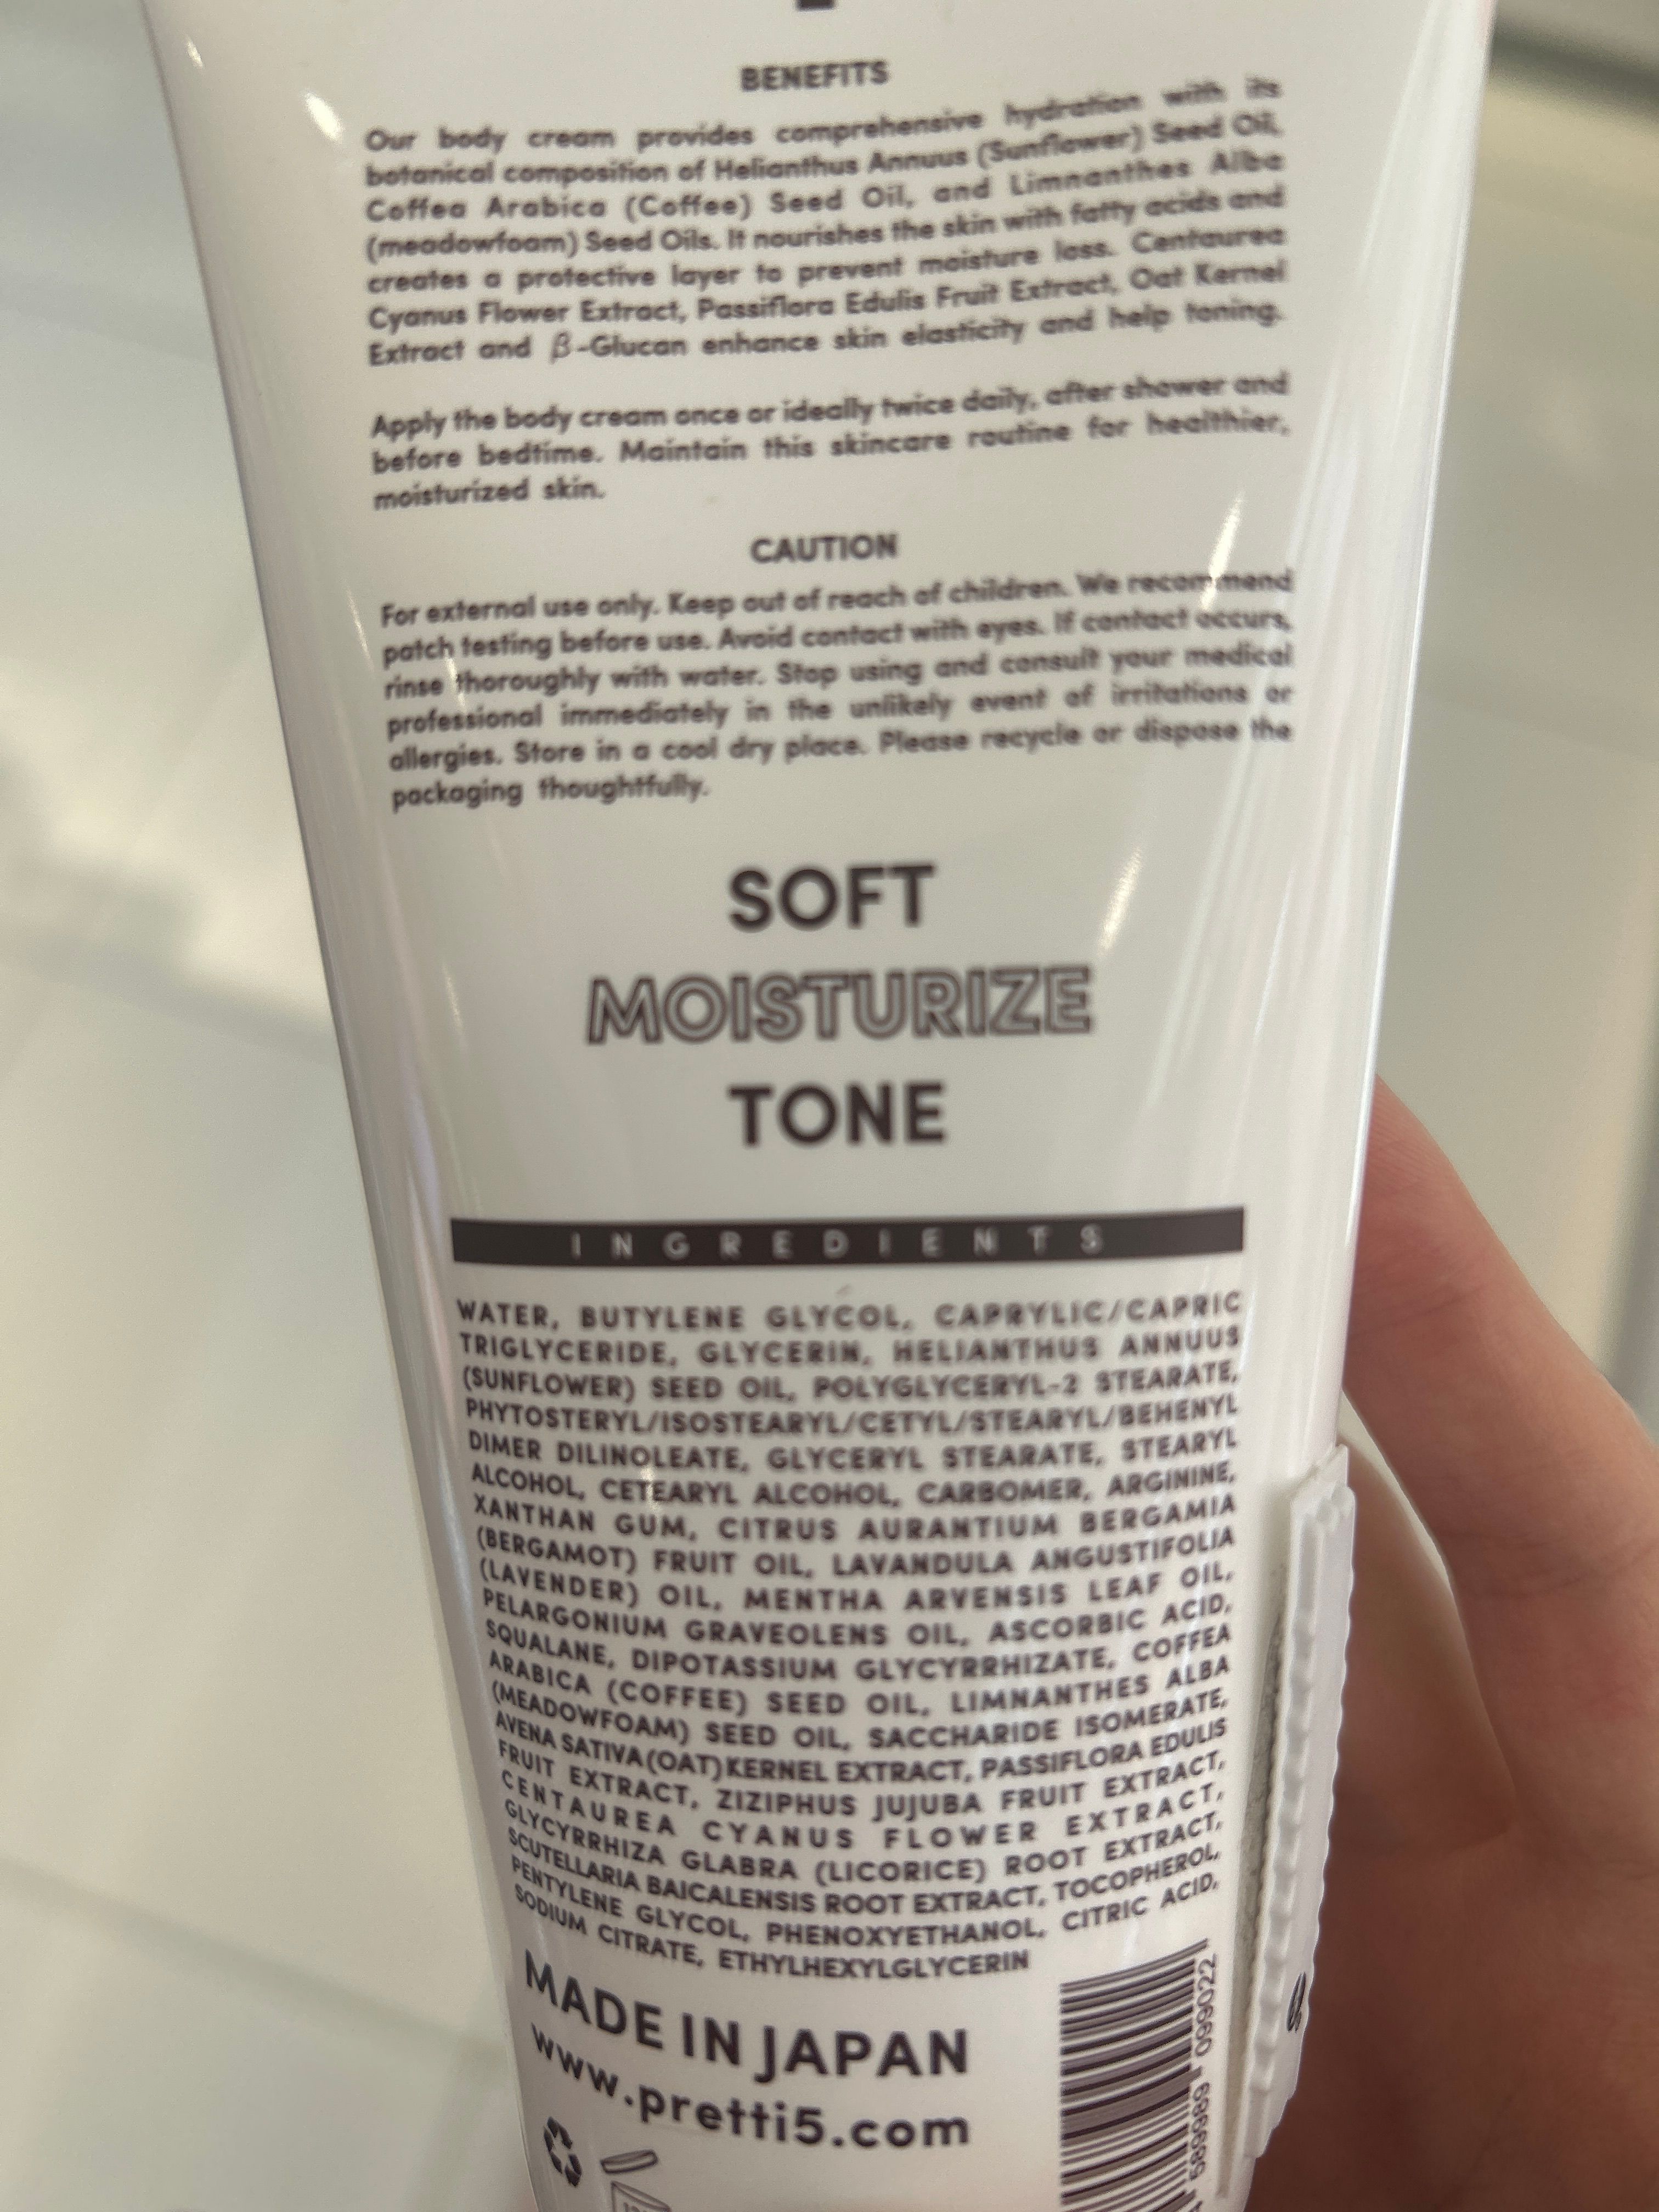 BENEFITS
Our body cream provides comprehensive hydration with its
botanical composition of Helianthus Annuus (Sunflower) Seed Oil,
Coffea Arabica (Coffee) Seed Oil, and Limnanthes Alba
(meadowfoam) Seed Oils. It nourishes the skin with fatty acids and
creates a protective layer to prevent moisture loss. Centaurea
Cyanus Flower Extract, Passiflora Edulis Fruit Extract, Oat Kernel
Extract and β-Glucan enhance skin elasticity and help toning.
Apply the body cream once or ideally twice daily, after shower and
before bedtime. Maintain this skincare routine for healthier,
moisturized skin.
CAUTION
For external use only. Keep out of reach of children. We recommend
patch testing before use. Avoid contact with eyes. If contact occurs,
rinse thoroughly with water. Stop using and consult your medical
professional immediately in the unlikely event of irritations or
allergies. Store in a cool dry place. Please recycle or dispose the
packaging thoughtfully.
SOFT
MOISTURIZE
TONE
INGREDIENTS
WATER, BUTYLENE GLYCOL, CAPRYLIC/CAPRIC
TRIGLYCERIDE, GLYCERIN, HELIANTHUS ANNUUS
(SUNFLOWER) SEED OIL, POLYGLYCERYL-2 STEARATE,
PHYTOSTERYL/ISOSTEARYL/CETYL/STEARYL/BEHENYL
DIMER DILINOLEATE, GLYCERYL STEARATE, STEARYL
ALCOHOL, CETEARYL ALCOHOL, CARBOMER, ARGININE,
XANTHAN GUM, CITRUS AURANTIUM BERGAMIA
(BERGAMOT) FRUIT OIL, LAVANDULA ANGUSTIFOLIA
(LAVENDER) OIL, MENTHA ARVENSIS LEAF OIL,
PELARGONIUM GRAVEOLENS OIL, ASCORBIC ACID,
SQUALANE, DIPOTASSIUM GLYCYRRHIZATE, COFFEA
ARABICA (COFFEE) SEED OIL, LIMNANTHES ALBA
(MEADOWFOAM) SEED OIL, SACCHARIDE ISOMERATE,
AVENA SATIVA(OAT)KERNEL EXTRACT, PASSIFLORA EDULIS
FRUIT EXTRACT, ZIZIPHUS JUJUBA FRUIT EXTRACT,
CENTAUREA CYANUS FLOWER EXTRACT,
GLYCYRRHIZA GLABRA (LICORICE) ROOT EXTRACT,
SCUTELLARIA BAICALENSIS ROOT EXTRACT, TOCOPHEROL,
PENTYLENE GLYCOL, PHENOXYETHANOL, CITRIC ACID,
SODIUM CITRATE, ETHYLHEXYLGLYCERIN
MADE IN JAPAN
www.pretti5.com
589989 099022